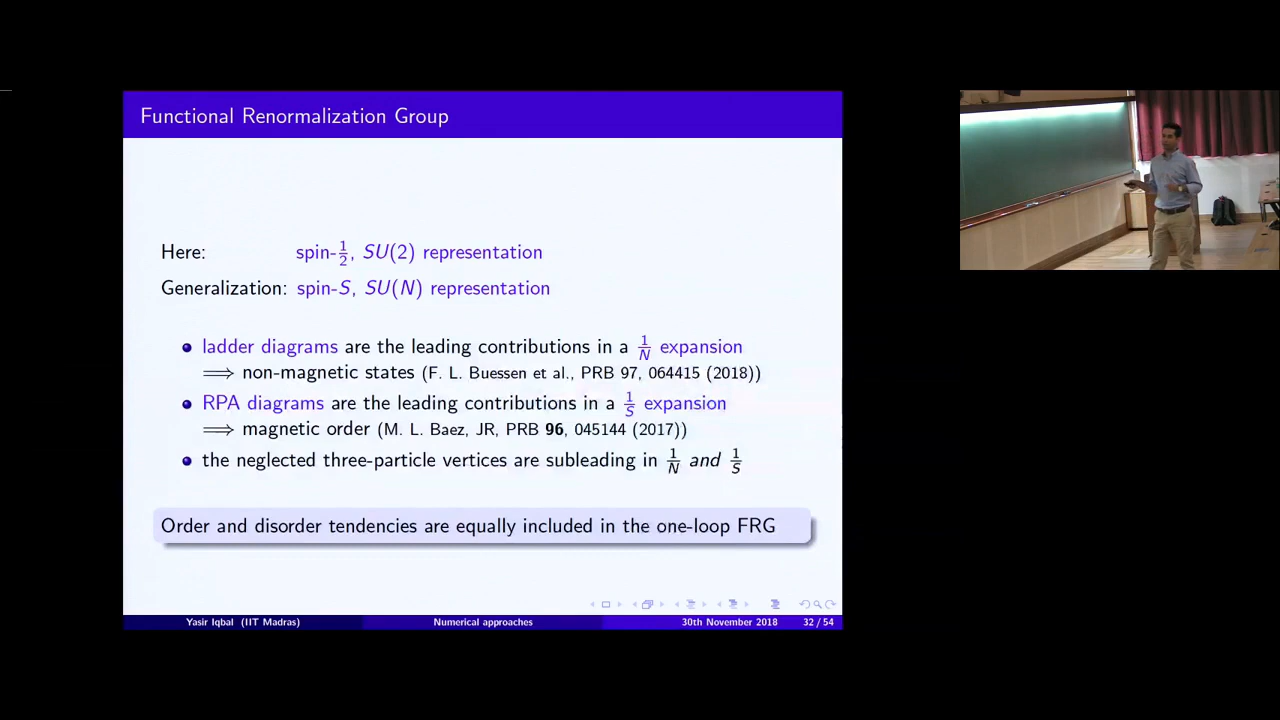 Functional Renormalization Group
Here: spin-½, SU(2) representation
Generalization: spin-S, SU(N) representation
ladder diagrams are the leading contributions in a 1/N expansion
⟹ non-magnetic states (F. L. Buessen et al., PRB 97, 064415 (2018))
RPA diagrams are the leading contributions in a 1/S expansion
⟹ magnetic order (M. L. Baez, JR, PRB 96, 045144 (2017))
the neglected three-particle vertices are subleading in 1/N and 1/S
Order and disorder tendencies are equally included in the one-loop FRG
Yasir Iqbal (IIT Madras) Numerical approaches 30th November 2018 32 / 54